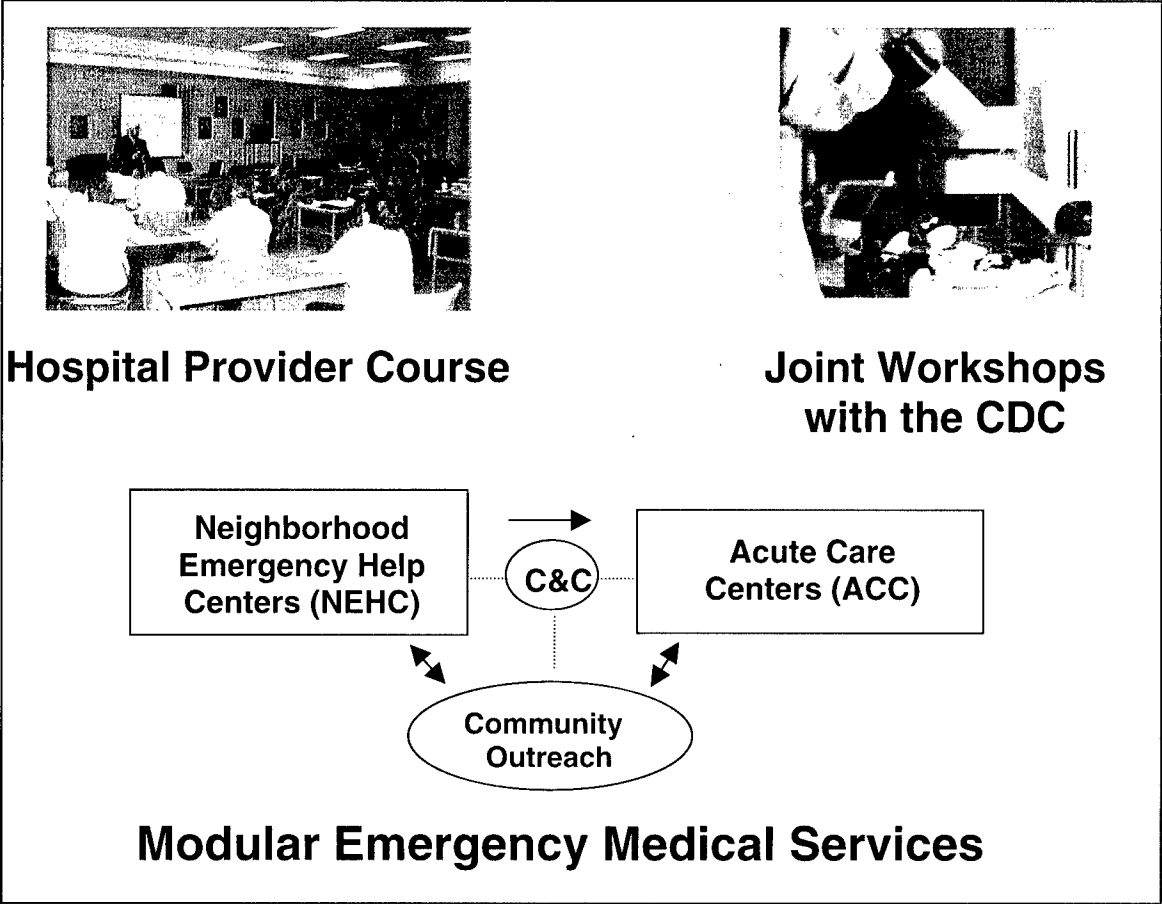 Hospital Provider Course
Joint Workshops
with the CDC
Neighborhood
Emergency Help
Centers (NEHC)
C&C
Acute Care
Centers (ACC)
Community
Outreach
Modular Emergency Medical Services